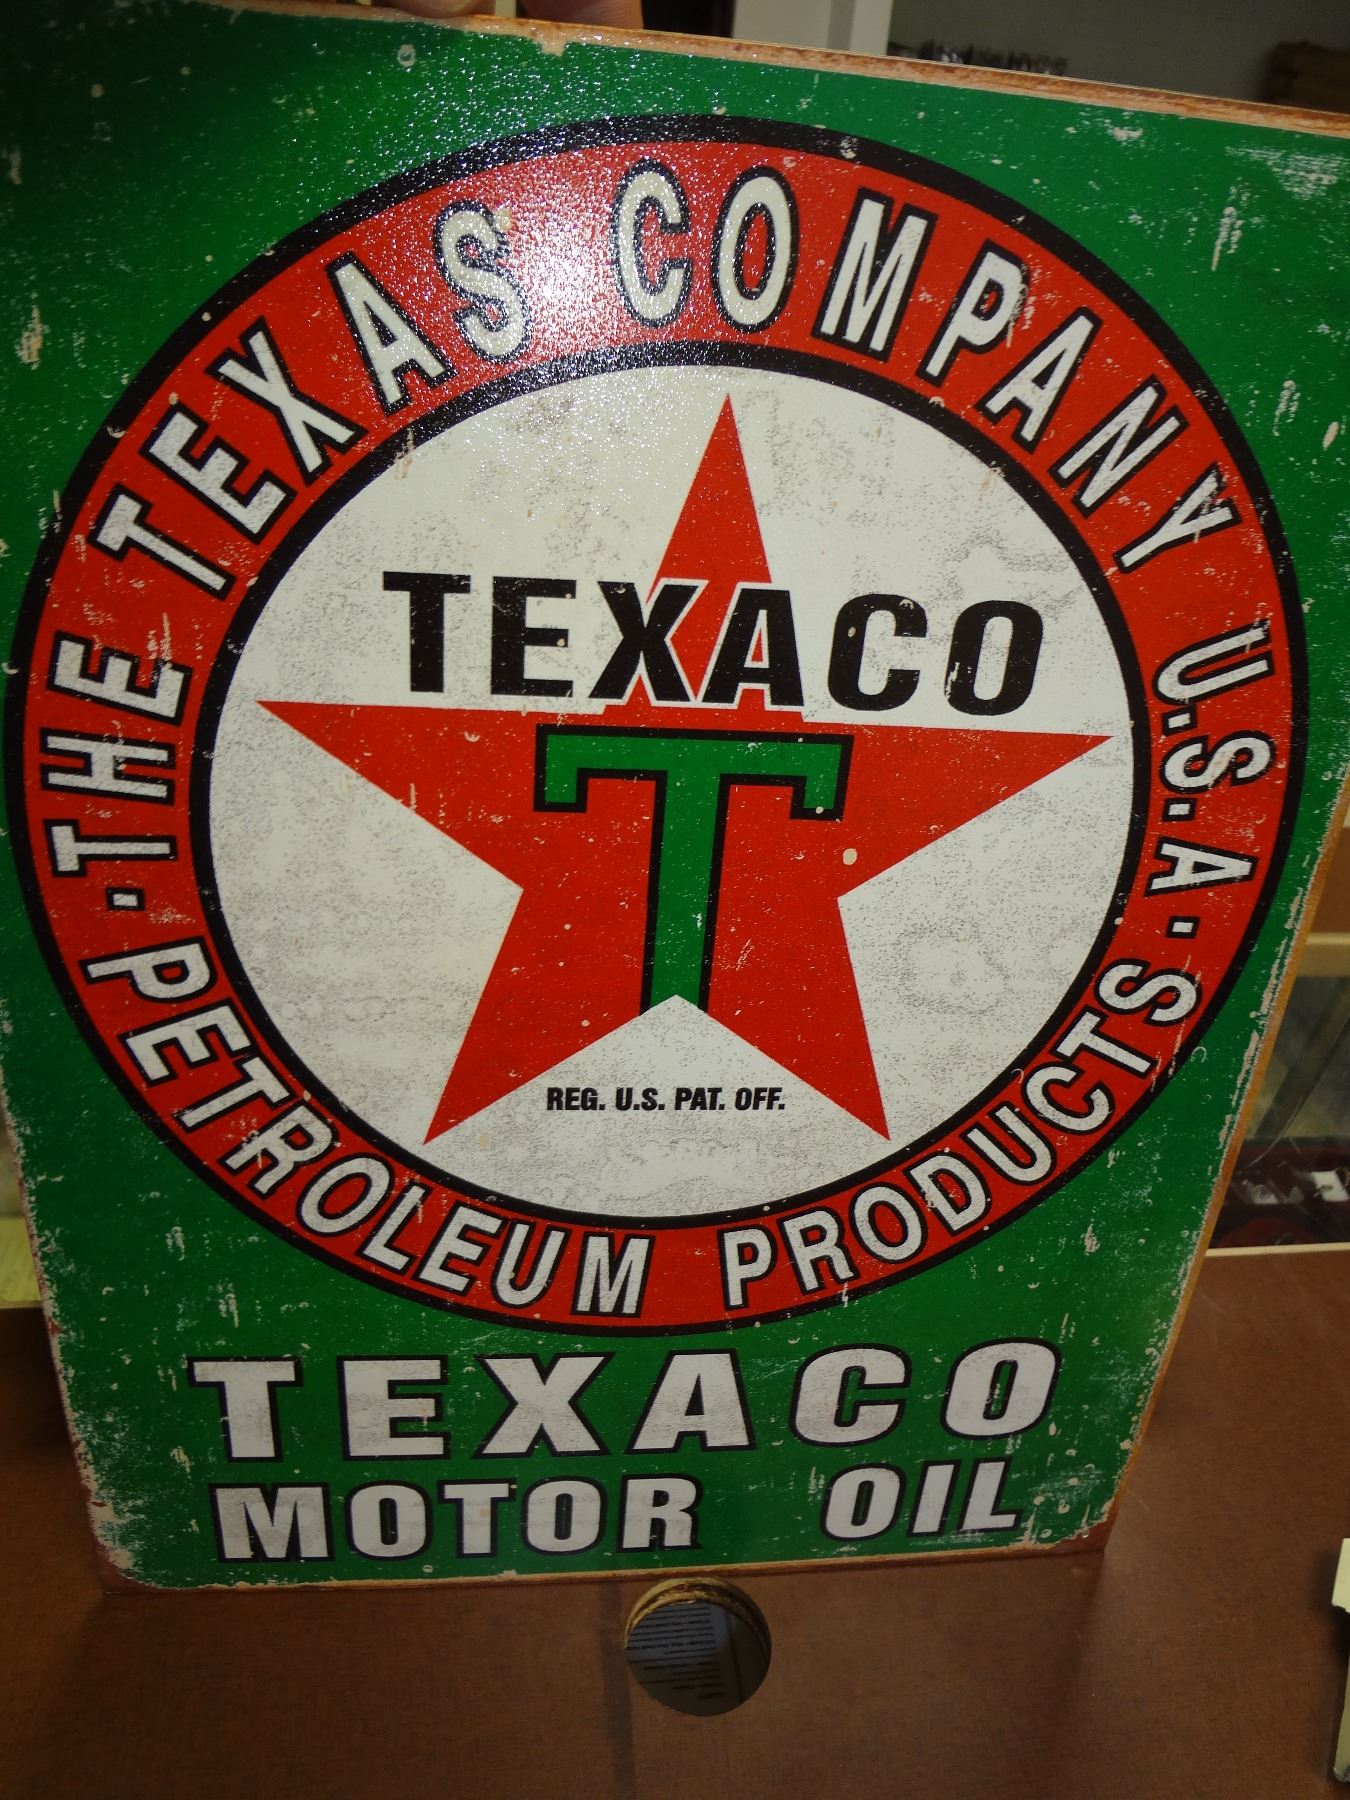 THE TEXAS COMPANY U.S.A.
TEXACO
T
REG. U.S. PAT. OFF.
PETROLEUM PRODUCTS
TEXACO
MOTOR OIL